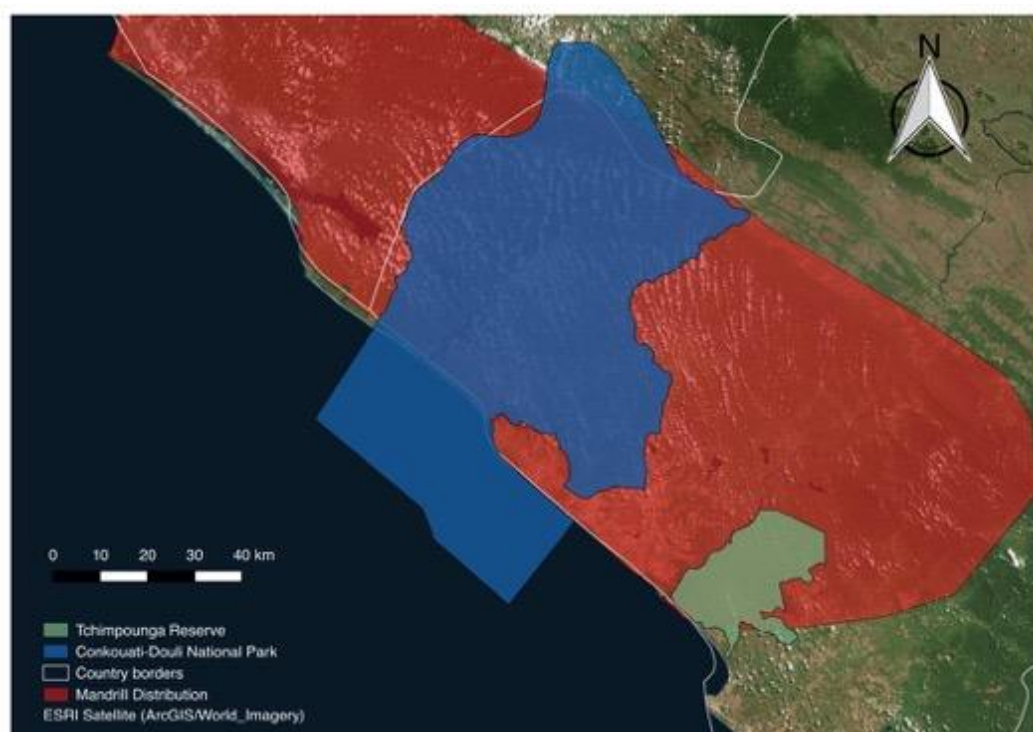 N
0 10 20 30 40 km
Tchimpounga Reserve
Conkouati-Douli National Park
Country borders
Mandrill Distribution
ESRI Satellite (ArcGIS/World_Imagery)